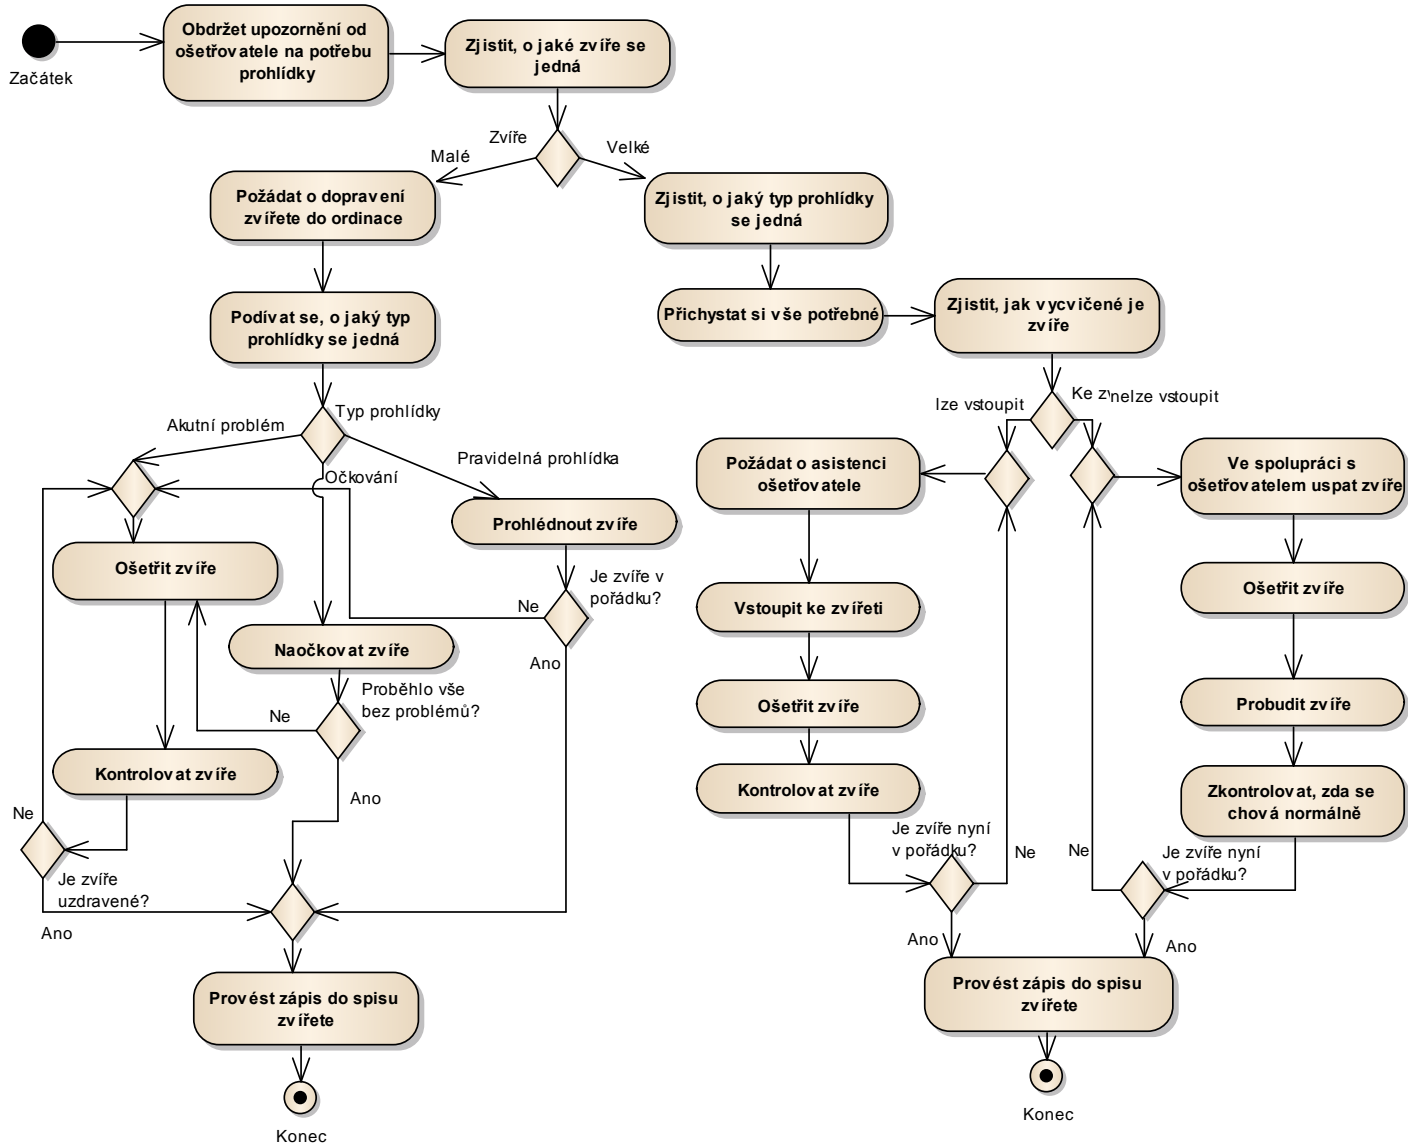 Začátek
Obdržet upozornění od
ošetřovatele na potřebu
prohlídky
Zjistit, o jaké zvíře se
jedná
Zvíře
Malé
Velké
Požádat o dopravení
zvířete do ordinace
Zjistit, o jaký typ prohlídky
se jedná
Podívat se, o jaký typ
prohlídky se jedná
Přichystat si vše potřebné
Zjistit, jak vycvičené je
zvíře
Typ prohlídky
Akutní problém
Očkování
Pravidelná prohlídka
lze vstoupit
Ke
nelze vstoupit
Prohlédnout zvíře
Požádat o asistenci
ošetřovatele
Ve spolupráci s
ošetřovatelem uspat zvíře
Ošetřit zvíře
Je zvíře v
pořádku?
Ne
Ano
Vstoupit ke zvířeti
Ošetřit zvíře
Naočkovat zvíře
Proběhlo vše
bez problémů?
Ne
Ano
Ošetřit zvíře
Probudit zvíře
Kontrolovat zvíře
Kontrolovat zvíře
Zkontrolovat, zda se
chová normálně
Ne
Je zvíře
uzdravené?
Ano
Je zvíře nyní
v pořádku?
Ne
Ne
Je zvíře nyní
v pořádku?
Ano
Ano
Provést zápis do spisu
zvířete
Provést zápis do spisu
zvířete
Konec
Konec